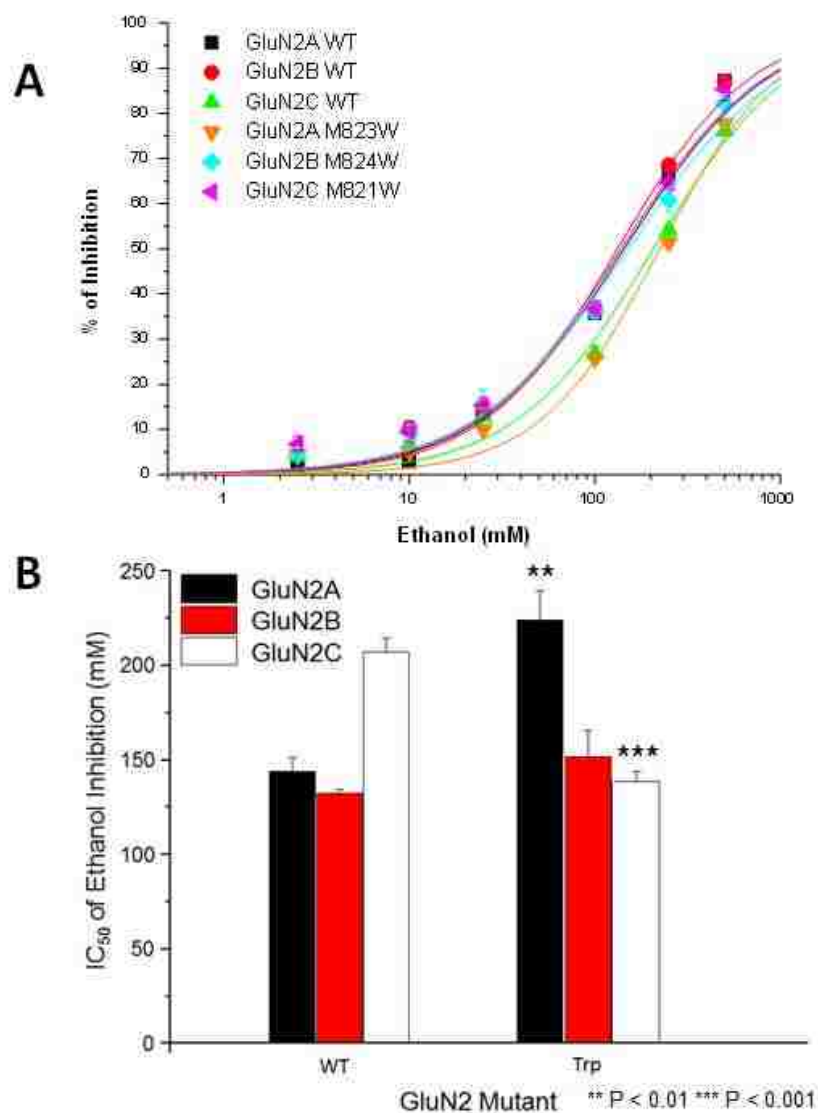 A
GluN2A WT
GluN2B WT
GluN2C WT
GluN2A M823W
GluN2B M824W
GluN2C M821W
% of Inhibition
100
90
80
70
60
50
40
30
20
10
0
1
10
100
1000
Ethanol (mM)
B
GluN2A
GluN2B
GluN2C
IC50 of Ethanol Inhibition (mM)
250
200
150
100
50
0
**
***
WT
Trp
GluN2 Mutant
** P < 0.01 *** P < 0.001